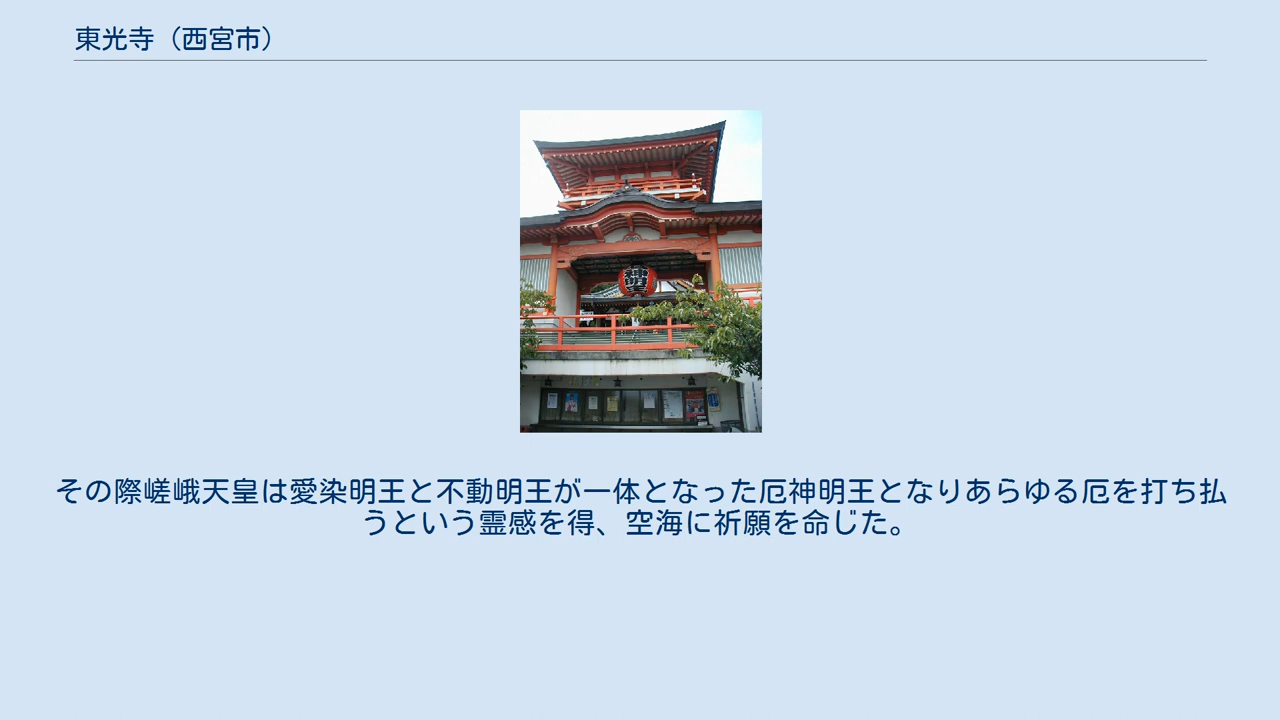 東光寺（西宮市）
その際嵯峨天皇は愛染明王と不動明王が一体となった厄神明王となりあらゆる厄を打ち払
うという霊感を得、空海に祈願を命じた。